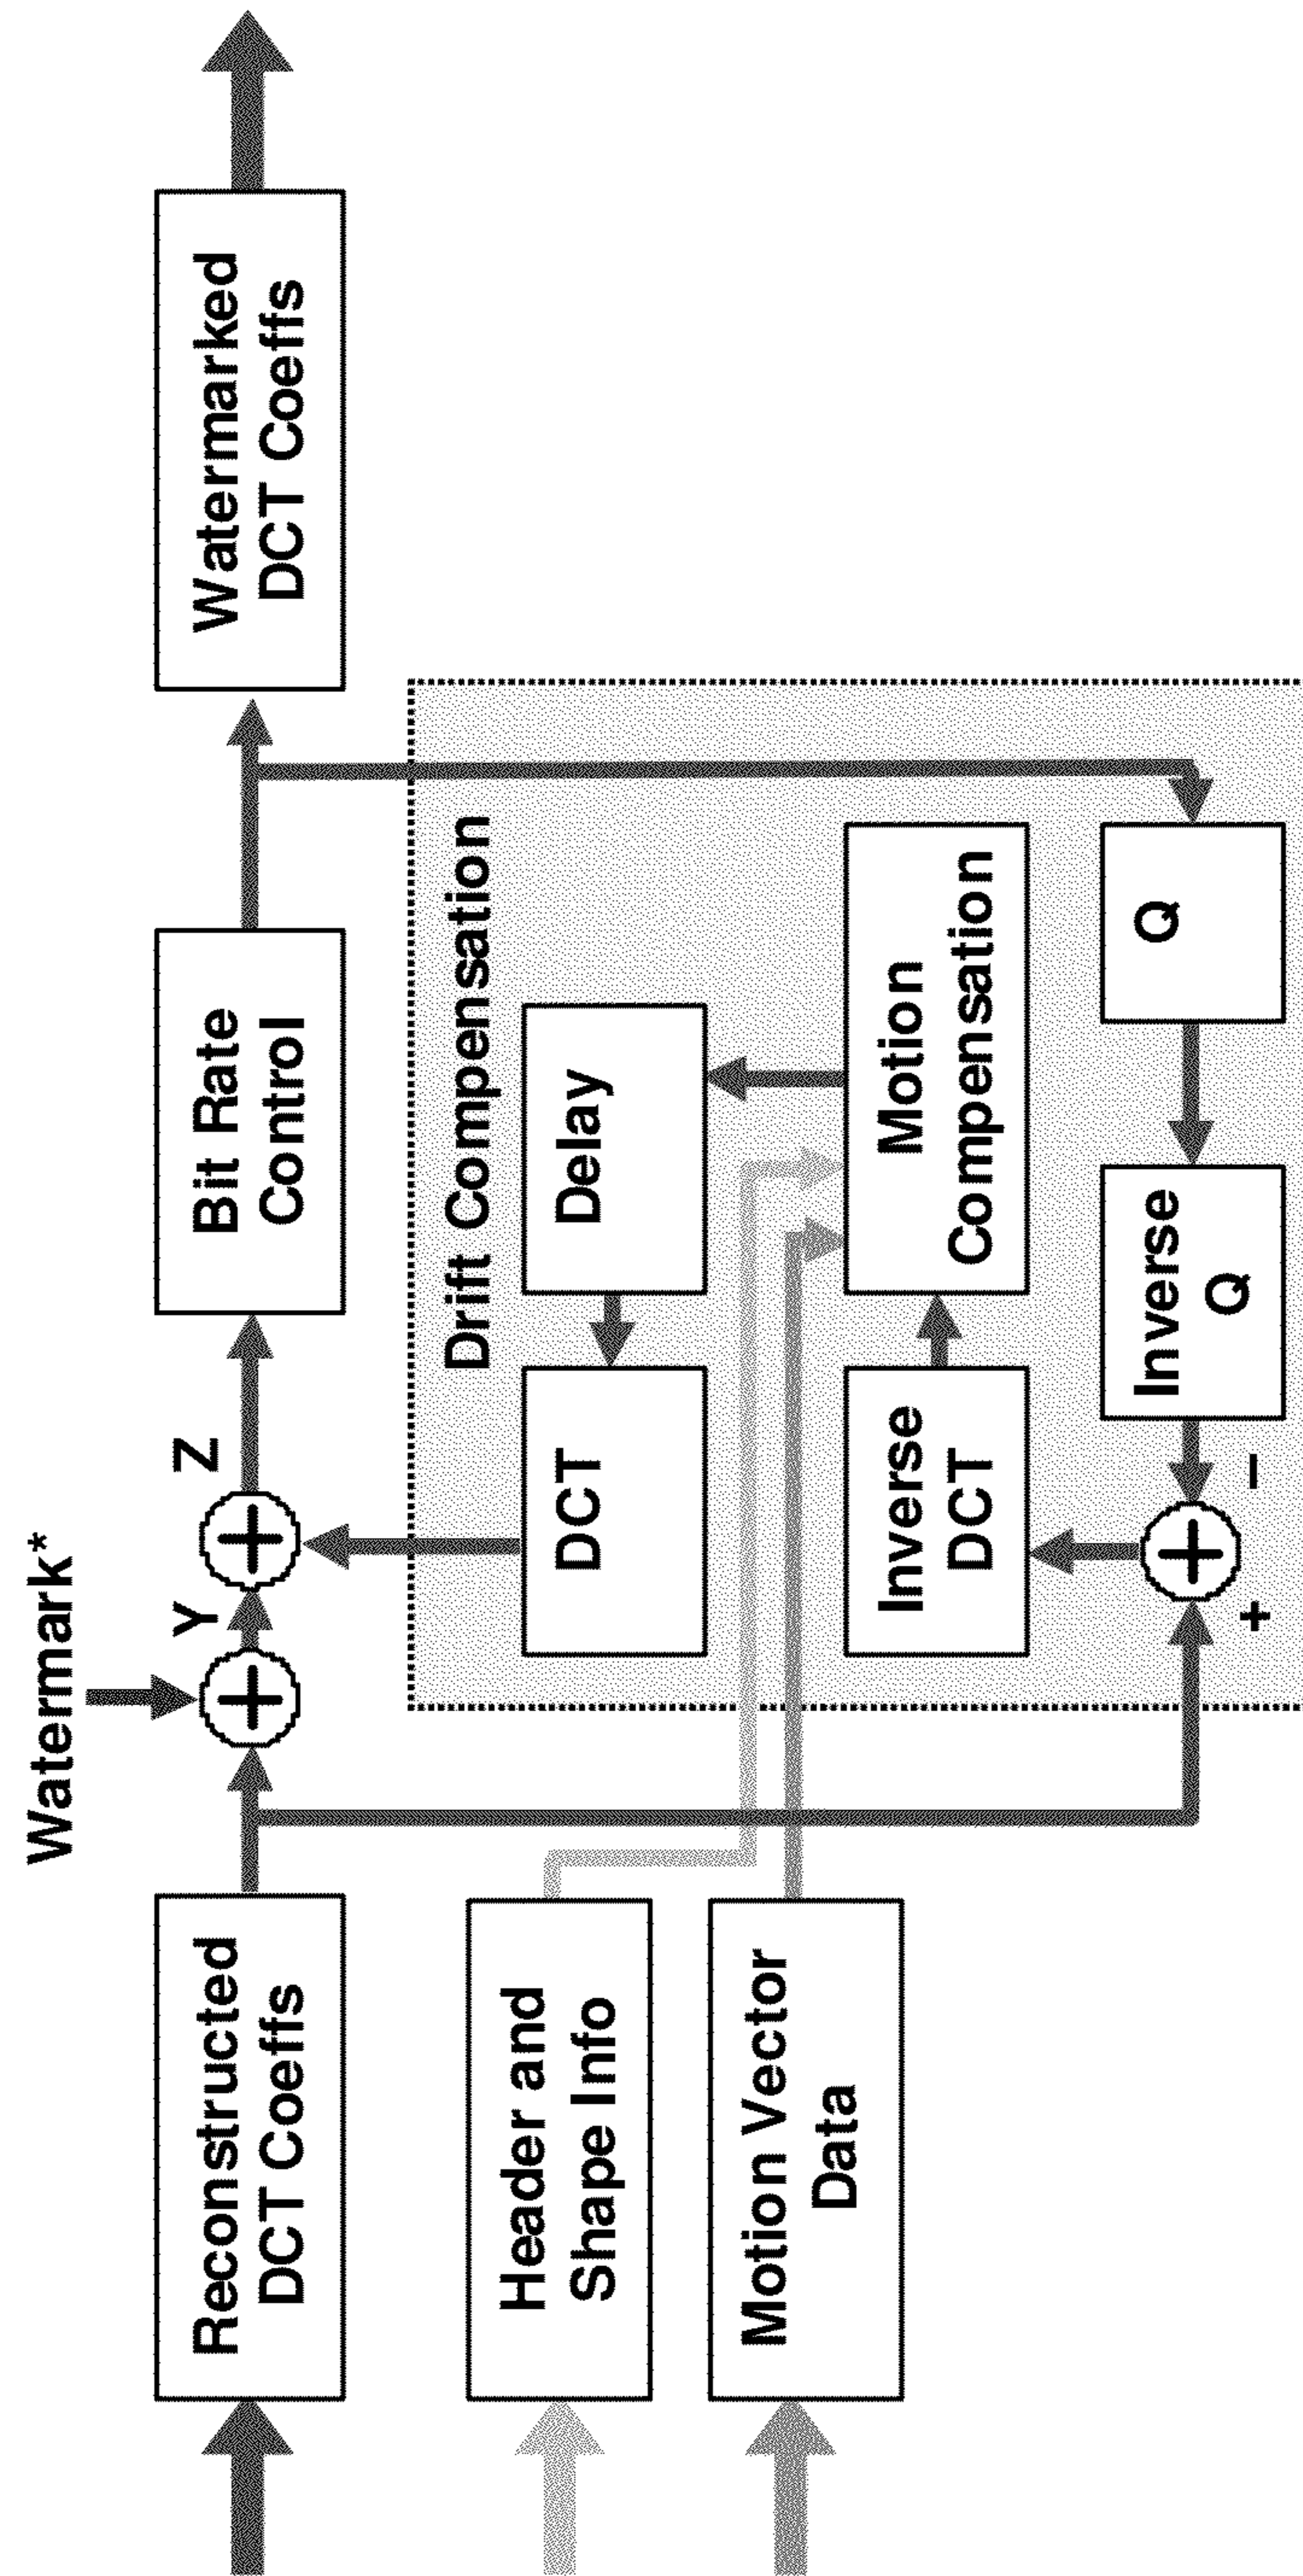 Watermark*
Reconstructed
DCT Coeffs
+
Y
+
Z
Bit Rate
Control
Watermarked
DCT Coeffs
Drift Compensation
Header and
Shape Info
DCT
Delay
Motion Vector
Data
Inverse
DCT
Motion
Compensation
+
+
−
Inverse
Q
Q